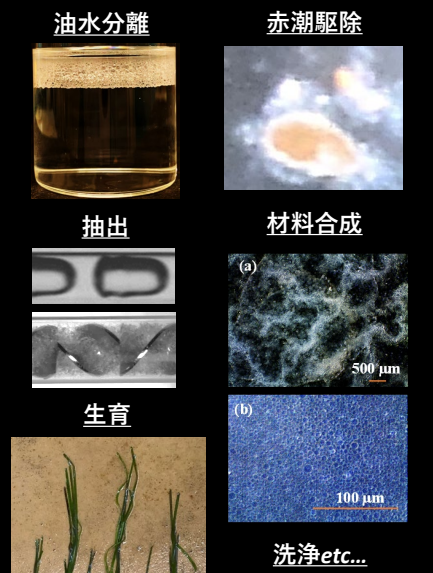 油水分離
赤潮駆除
抽出
材料合成
(a)
500 μm
生育
(b)
100 μm
洗浄etc...